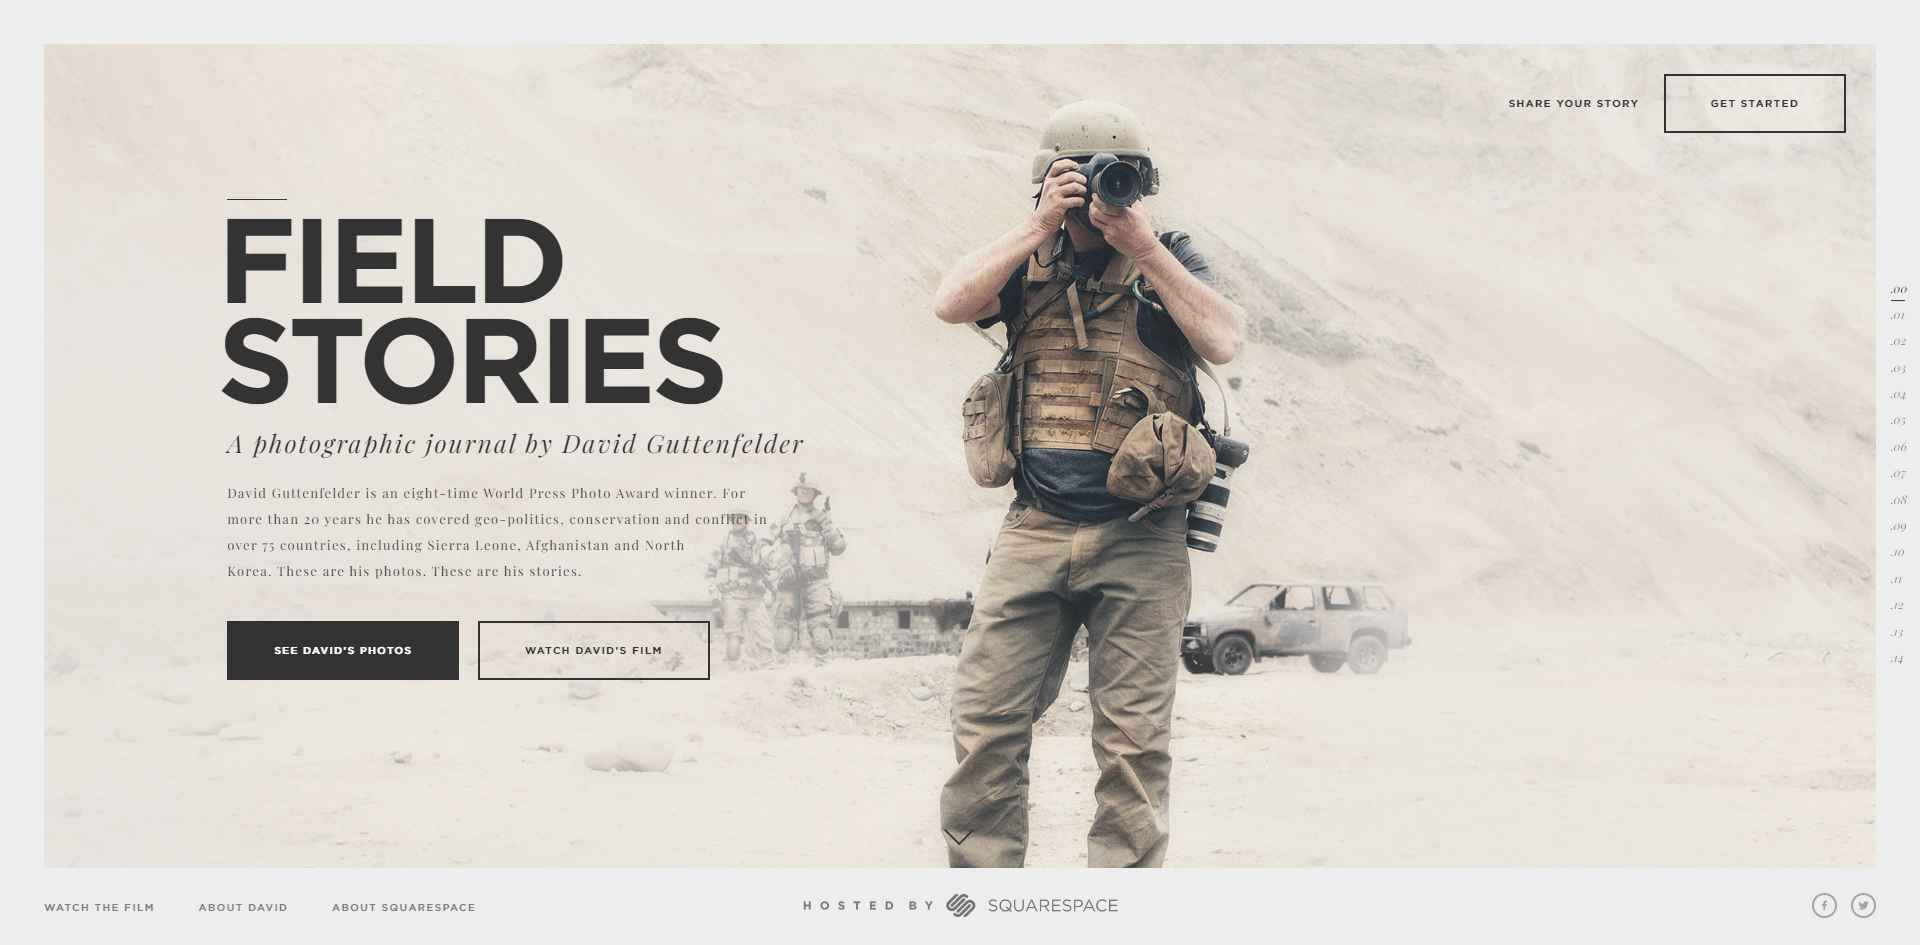 SHARE YOUR STORY
GET STARTED
FIELD
STORIES
A photographic journal by David Guttenfelder
David Guttenfelder is an eight-time World Press Photo Award winner. For
more than 20 years he has covered geo-politics, conservation and conflict in
over 75 countries, including Sierra Leone, Afghanistan and North
Korea. These are his photos. These are his stories.
SEE DAVID'S PHOTOS
WATCH DAVID'S FILM
.00
.01
.02
.03
.04
.05
.06
.07
.08
.09
.10
.11
.12
.13
.14
WATCH THE FILM
ABOUT DAVID
ABOUT SQUARESPACE
HOSTED BY SQUARESPACE